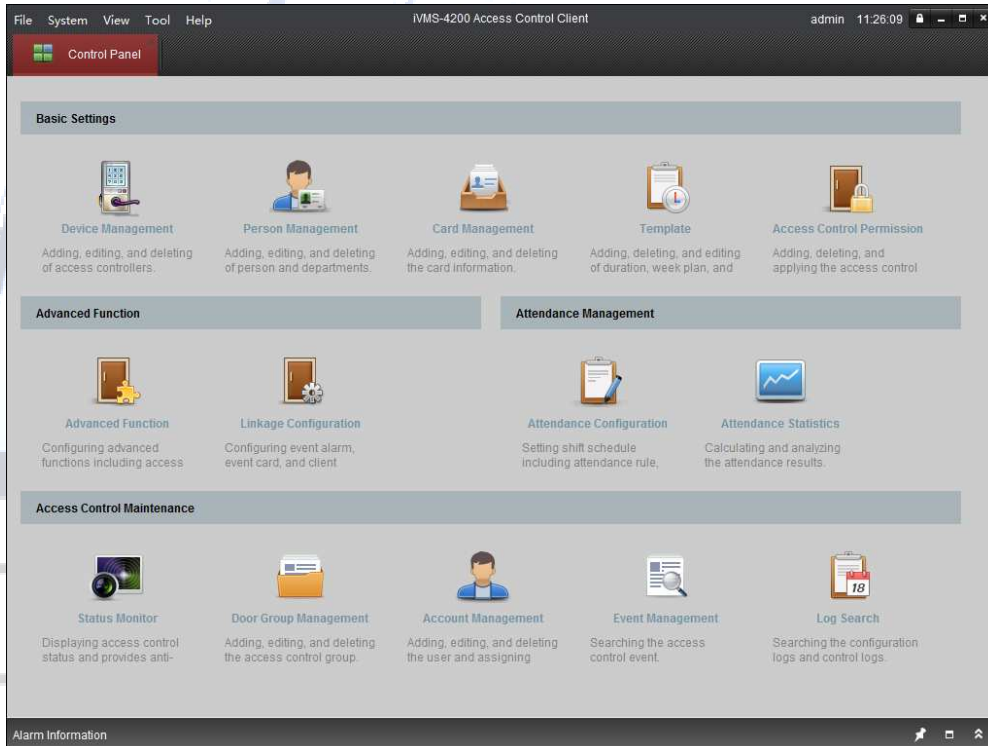 File System View Tool Help iVMS-4200 Access Control Client admin 11:26:09
Control Panel
Basic Settings
Device Management
Adding, editing, and deleting
of access controllers.
Person Management
Adding, editing, and deleting
of person and departments.
Card Management
Adding, editing, and deleting
the card information.
Template
Adding, deleting, and editing
of duration, week plan, and
Access Control Permission
Adding, deleting, and
applying the access control
Advanced Function
Advanced Function
Configuring advanced
functions including access
Linkage Configuration
Configuring event alarm,
event card, and client
Attendance Management
Attendance Configuration
Setting shift schedule
including attendance rule,
Attendance Statistics
Calculating and analyzing
the attendance results.
Access Control Maintenance
Status Monitor
Displaying access control
status and provides anti-
Door Group Management
Adding, editing, and deleting
the access control group.
Account Management
Adding, editing, and deleting
the user and assigning
Event Management
Searching the access
control event.
18
Log Search
Searching the configuration
logs and control logs.
Alarm Information